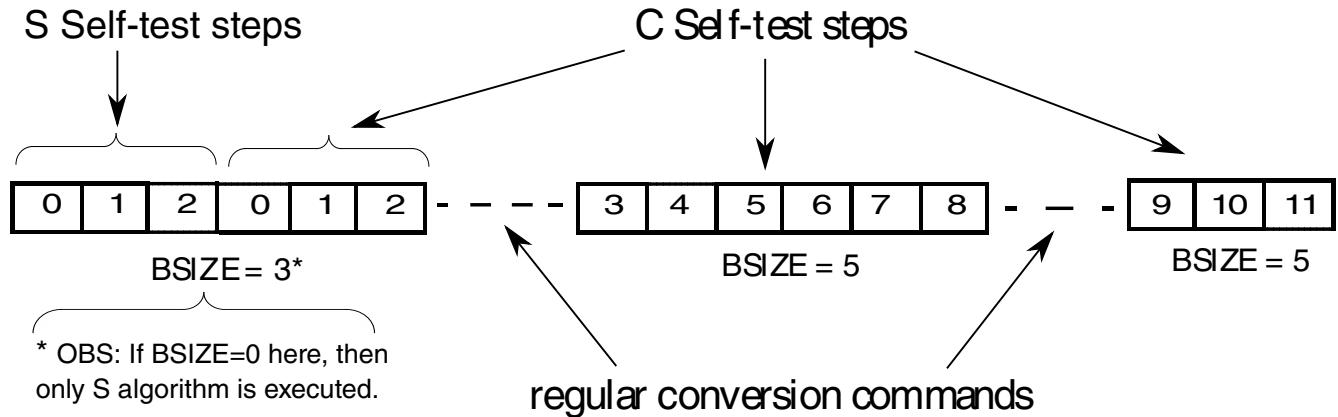 S Self-test steps
C Self-test steps
0 1 2 0 1 2 - - - - 3 4 5 6 7 8 - - - 9 10 11
BSIZE = 3*
BSIZE = 5
BSIZE = 5
* OBS: If BSIZE=0 here, then
only S algorithm is executed.
regular conversion commands